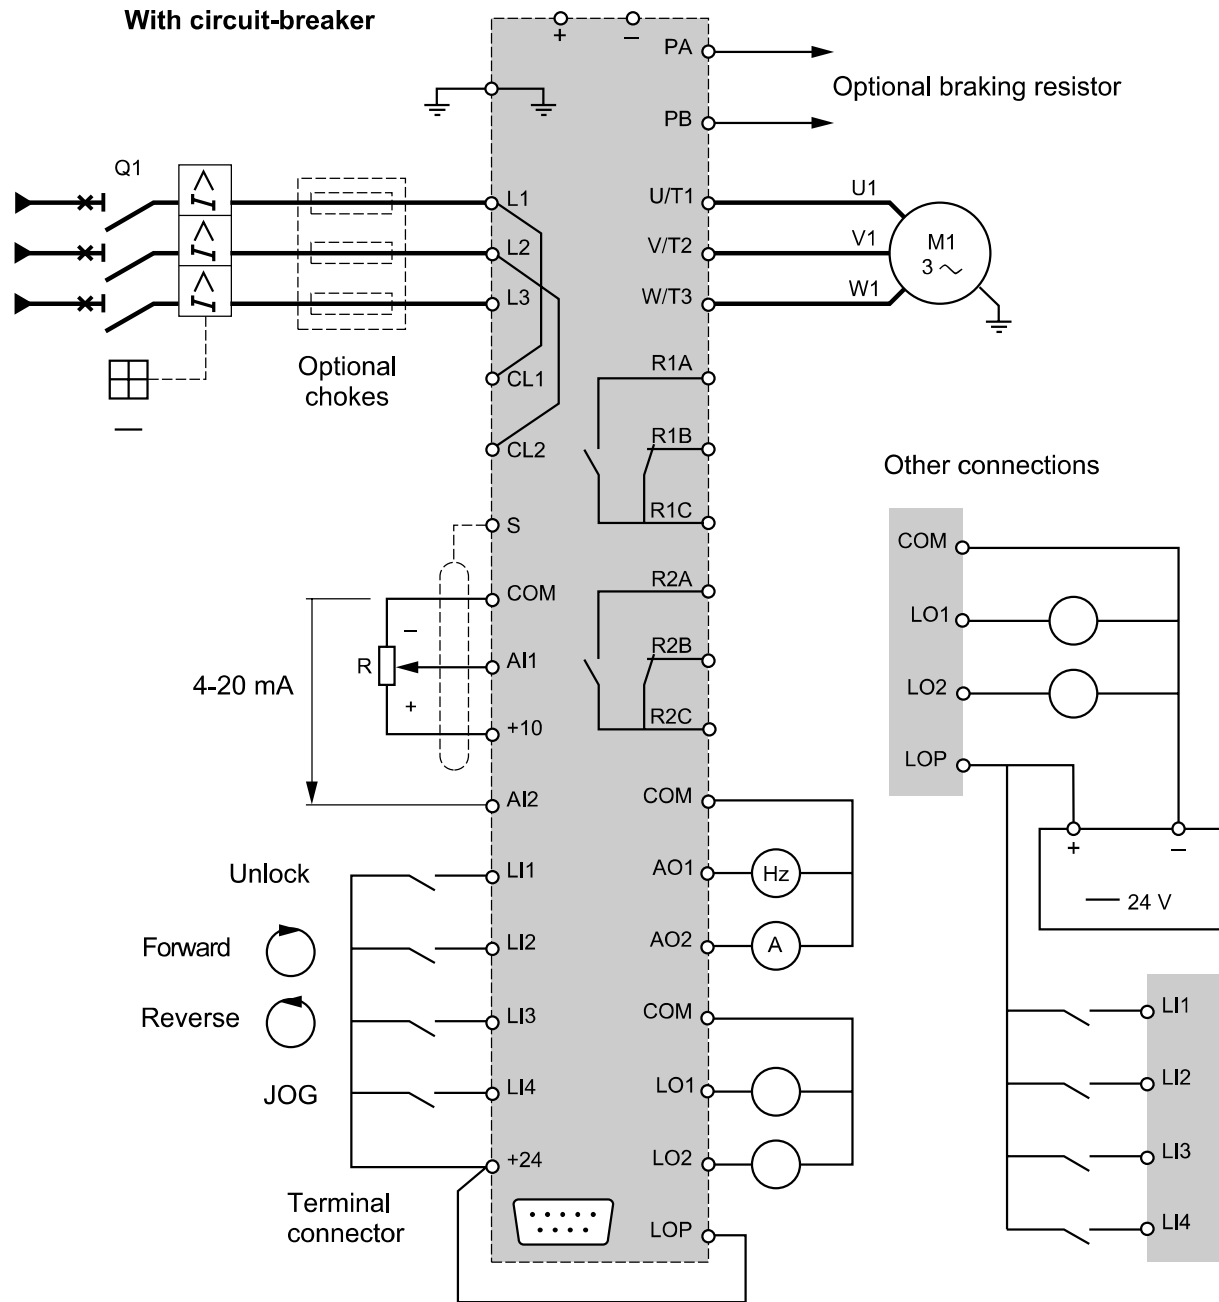 With circuit-breaker
+
−
PA
Optional braking resistor
PB
Q1
L1
U/T1
U1
L2
V/T2
V1
M1
3 ~
L3
W/T3
W1
Optional
chokes
CL1
R1A
CL2
R1B
S
R1C
COM
R2A
−
R
AI1
R2B
4-20 mA
+
+10
R2C
AI2
COM
Unlock
LI1
AO1
Hz
Forward
LI2
AO2
A
Reverse
LI3
COM
JOG
LI4
LO1
+24
LO2
Terminal
connector
LOP
Other connections
COM
LO1
LO2
LOP
+
−
24 V
LI1
LI2
LI3
LI4